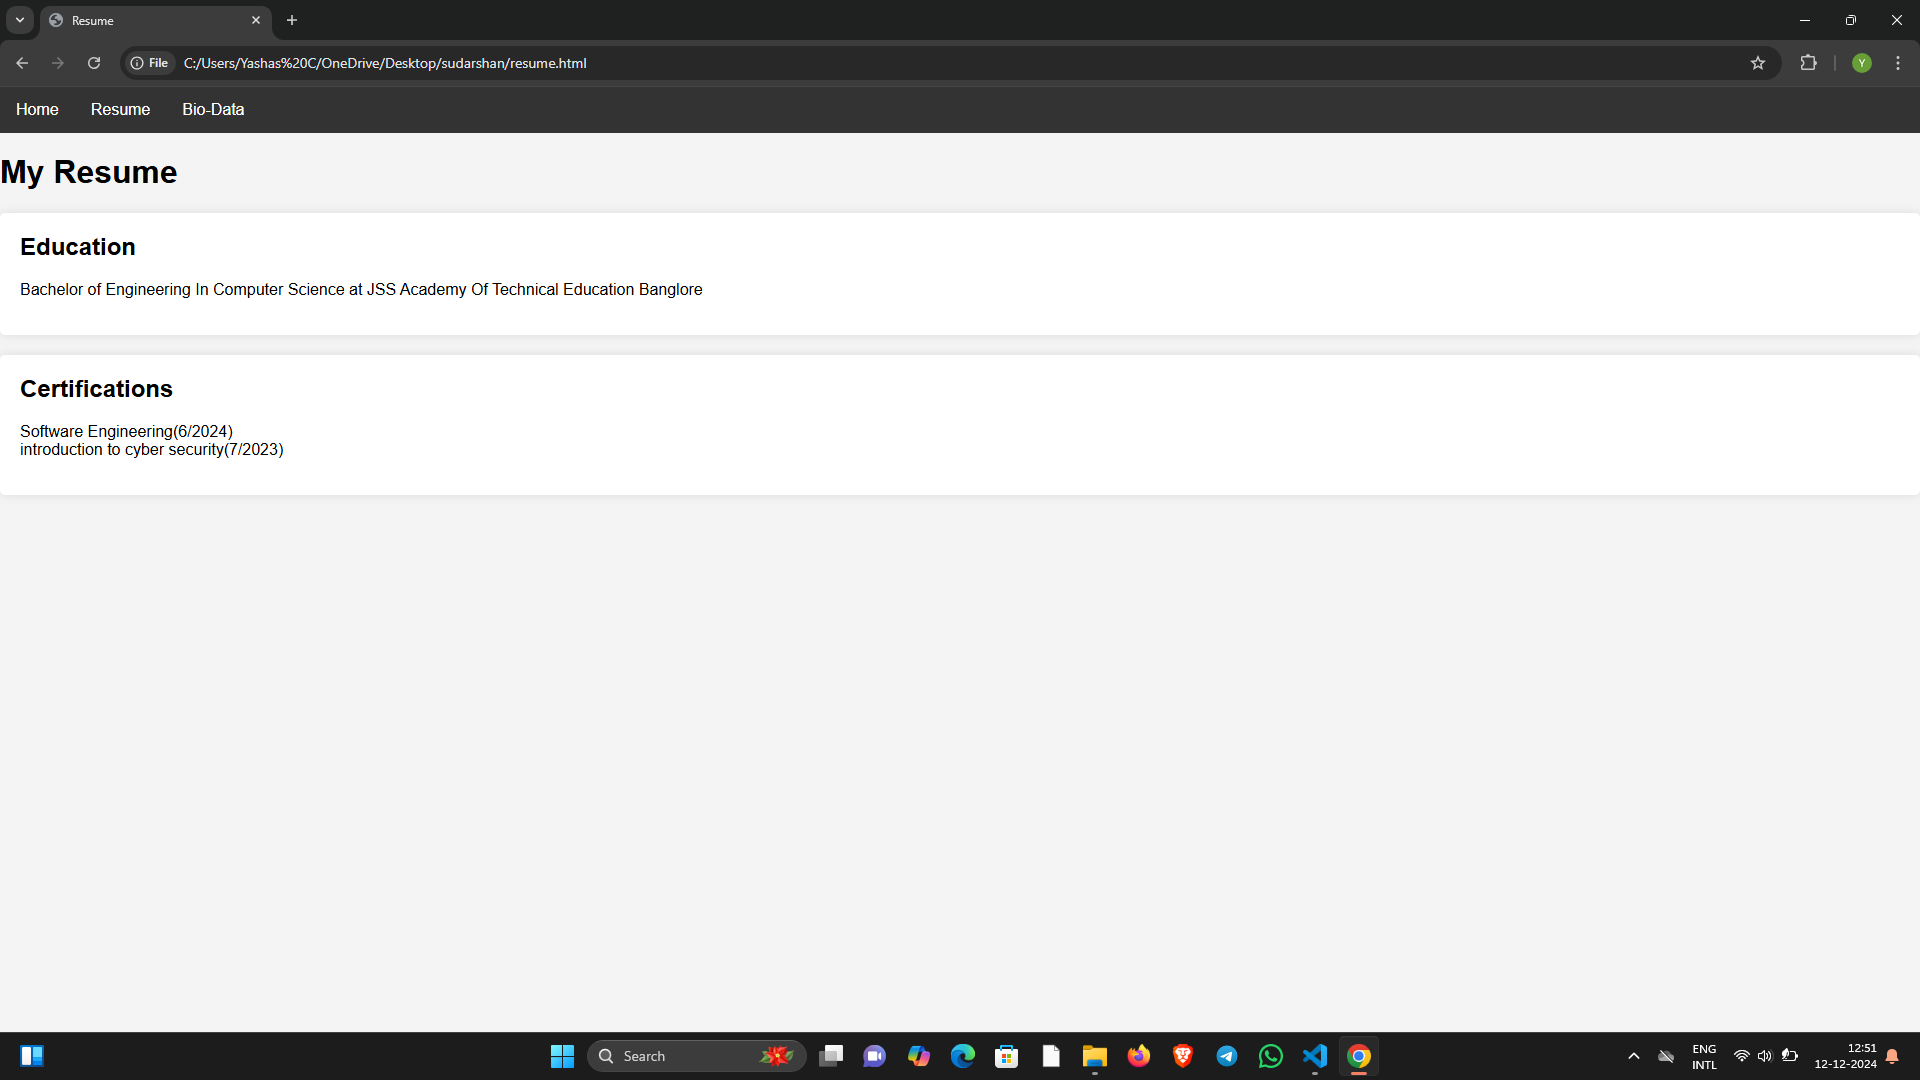 Resume
File C:/Users/Yashas%20C/OneDrive/Desktop/sudarshan/resume.html
Y
Home Resume Bio-Data
My Resume
Education
Bachelor of Engineering In Computer Science at JSS Academy Of Technical Education Banglore
Certifications
Software Engineering(6/2024)
introduction to cyber security(7/2023)
Search
ENG
INTL
12:51
12-12-2024